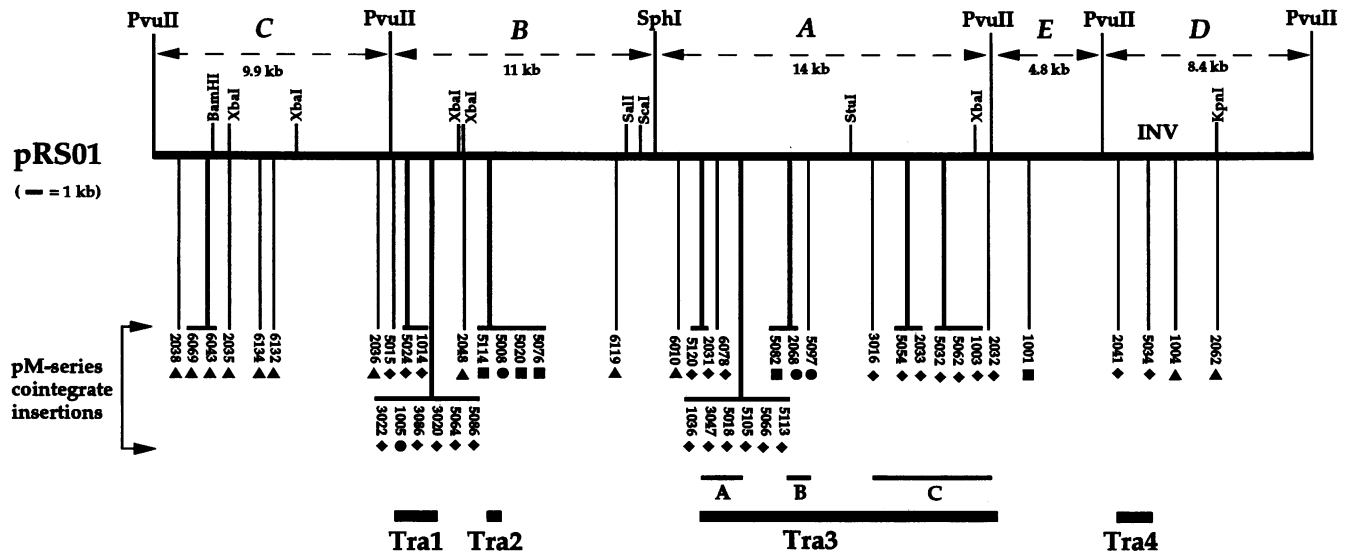 PvuII PvuII SphI PvuII PvuII PvuII
C B A E D
9.9 kb 11 kb 14 kb 4.8 kb 8.4 kb
BamHI XbaI XbaI XbaI XbaI SalI ScaI StuI XbaI KpnI
INV
pRS01
( = 1 kb)
2038 6069 6043 2035 6134 6132 2036 5015 5024 1014 2048 5114 5008 5020 5076 6119 6010 5120 2031 6078 5082 2068 5097 3016 5054 2033 5032 5062 1003 2032 1001 2041 5034 1004 2062
pM-series
cointegrate
insertions
3022 1005 3086 3020 5064 5086 1036 3047 5018 5105 5066 5113
A B C
Tra1 Tra2 Tra3 Tra4